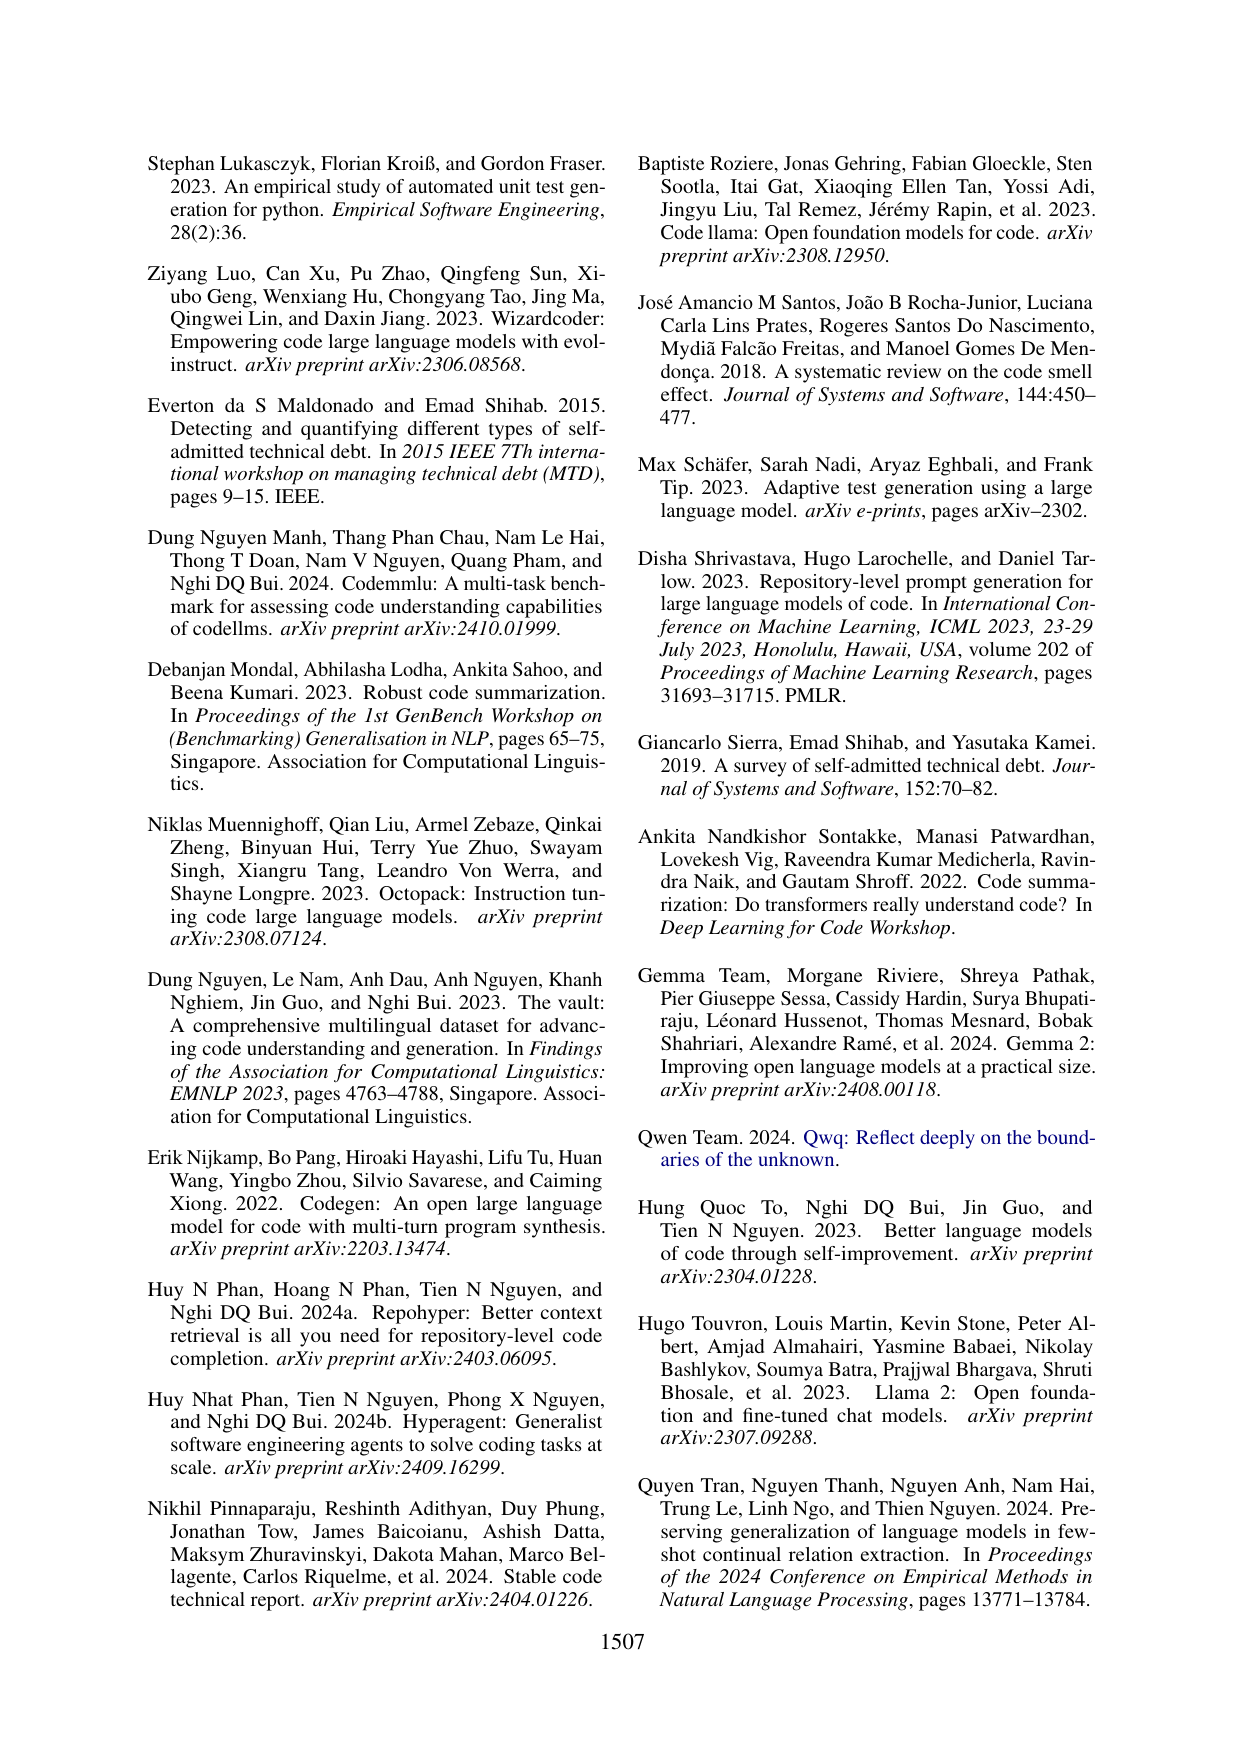 Stephan Lukasczyk, Florian Kroiß, and Gordon Fraser.
2023. An empirical study of automated unit test gen-
eration for python. Empirical Software Engineering,
28(2):36.
Ziyang Luo, Can Xu, Pu Zhao, Qingfeng Sun, Xi-
ubo Geng, Wenxiang Hu, Chongyang Tao, Jing Ma,
Qingwei Lin, and Daxin Jiang. 2023. Wizardcoder:
Empowering code large language models with evol-
instruct. arXiv preprint arXiv:2306.08568.
Everton da S Maldonado and Emad Shihab. 2015.
Detecting and quantifying different types of self-
admitted technical debt. In 2015 IEEE 7Th interna-
tional workshop on managing technical debt (MTD),
pages 9–15. IEEE.
Dung Nguyen Manh, Thang Phan Chau, Nam Le Hai,
Thong T Doan, Nam V Nguyen, Quang Pham, and
Nghi DQ Bui. 2024. Codemmlu: A multi-task bench-
mark for assessing code understanding capabilities
of codellms. arXiv preprint arXiv:2410.01999.
Debanjan Mondal, Abhilasha Lodha, Ankita Sahoo, and
Beena Kumari. 2023. Robust code summarization.
In Proceedings of the 1st GenBench Workshop on
(Benchmarking) Generalisation in NLP, pages 65–75,
Singapore. Association for Computational Linguis-
tics.
Niklas Muennighoff, Qian Liu, Armel Zebaze, Qinkai
Zheng, Binyuan Hui, Terry Yue Zhuo, Swayam
Singh, Xiangru Tang, Leandro Von Werra, and
Shayne Longpre. 2023. Octopack: Instruction tun-
ing code large language models. arXiv preprint
arXiv:2308.07124.
Dung Nguyen, Le Nam, Anh Dau, Anh Nguyen, Khanh
Nghiem, Jin Guo, and Nghi Bui. 2023. The vault:
A comprehensive multilingual dataset for advanc-
ing code understanding and generation. In Findings
of the Association for Computational Linguistics:
EMNLP 2023, pages 4763–4788, Singapore. Associ-
ation for Computational Linguistics.
Erik Nijkamp, Bo Pang, Hiroaki Hayashi, Lifu Tu, Huan
Wang, Yingbo Zhou, Silvio Savarese, and Caiming
Xiong. 2022. Codegen: An open large language
model for code with multi-turn program synthesis.
arXiv preprint arXiv:2203.13474.
Huy N Phan, Hoang N Phan, Tien N Nguyen, and
Nghi DQ Bui. 2024a. Repohyper: Better context
retrieval is all you need for repository-level code
completion. arXiv preprint arXiv:2403.06095.
Huy Nhat Phan, Tien N Nguyen, Phong X Nguyen,
and Nghi DQ Bui. 2024b. Hyperagent: Generalist
software engineering agents to solve coding tasks at
scale. arXiv preprint arXiv:2409.16299.
Nikhil Pinnaparaju, Reshinth Adithyan, Duy Phung,
Jonathan Tow, James Baicoianu, Ashish Datta,
Maksym Zhuravinskyi, Dakota Mahan, Marco Bel-
lagente, Carlos Riquelme, et al. 2024. Stable code
technical report. arXiv preprint arXiv:2404.01226.
Baptiste Roziere, Jonas Gehring, Fabian Gloeckle, Sten
Sootla, Itai Gat, Xiaoqing Ellen Tan, Yossi Adi,
Jingyu Liu, Tal Remez, Jérémy Rapin, et al. 2023.
Code llama: Open foundation models for code. arXiv
preprint arXiv:2308.12950.
José Amancio M Santos, João B Rocha-Junior, Luciana
Carla Lins Prates, Rogeres Santos Do Nascimento,
Mydiã Falcão Freitas, and Manoel Gomes De Men-
donça. 2018. A systematic review on the code smell
effect. Journal of Systems and Software, 144:450–
477.
Max Schäfer, Sarah Nadi, Aryaz Eghbali, and Frank
Tip. 2023. Adaptive test generation using a large
language model. arXiv e-prints, pages arXiv–2302.
Disha Shrivastava, Hugo Larochelle, and Daniel Tar-
low. 2023. Repository-level prompt generation for
large language models of code. In International Con-
ference on Machine Learning, ICML 2023, 23-29
July 2023, Honolulu, Hawaii, USA, volume 202 of
Proceedings of Machine Learning Research, pages
31693–31715. PMLR.
Giancarlo Sierra, Emad Shihab, and Yasutaka Kamei.
2019. A survey of self-admitted technical debt. Jour-
nal of Systems and Software, 152:70–82.
Ankita Nandkishor Sontakke, Manasi Patwardhan,
Lovekesh Vig, Raveendra Kumar Medicherla, Ravin-
dra Naik, and Gautam Shroff. 2022. Code summa-
rization: Do transformers really understand code? In
Deep Learning for Code Workshop.
Gemma Team, Morgane Riviere, Shreya Pathak,
Pier Giuseppe Sessa, Cassidy Hardin, Surya Bhupati-
raju, Léonard Hussenot, Thomas Mesnard, Bobak
Shahriari, Alexandre Ramé, et al. 2024. Gemma 2:
Improving open language models at a practical size.
arXiv preprint arXiv:2408.00118.
Qwen Team. 2024. Qwq: Reflect deeply on the bound-
aries of the unknown.
Hung Quoc To, Nghi DQ Bui, Jin Guo, and
Tien N Nguyen. 2023. Better language models
of code through self-improvement. arXiv preprint
arXiv:2304.01228.
Hugo Touvron, Louis Martin, Kevin Stone, Peter Al-
bert, Amjad Almahairi, Yasmine Babaei, Nikolay
Bashlykov, Soumya Batra, Prajjwal Bhargava, Shruti
Bhosale, et al. 2023. Llama 2: Open founda-
tion and fine-tuned chat models. arXiv preprint
arXiv:2307.09288.
Quyen Tran, Nguyen Thanh, Nguyen Anh, Nam Hai,
Trung Le, Linh Ngo, and Thien Nguyen. 2024. Pre-
serving generalization of language models in few-
shot continual relation extraction. In Proceedings
of the 2024 Conference on Empirical Methods in
Natural Language Processing, pages 13771–13784.
1507